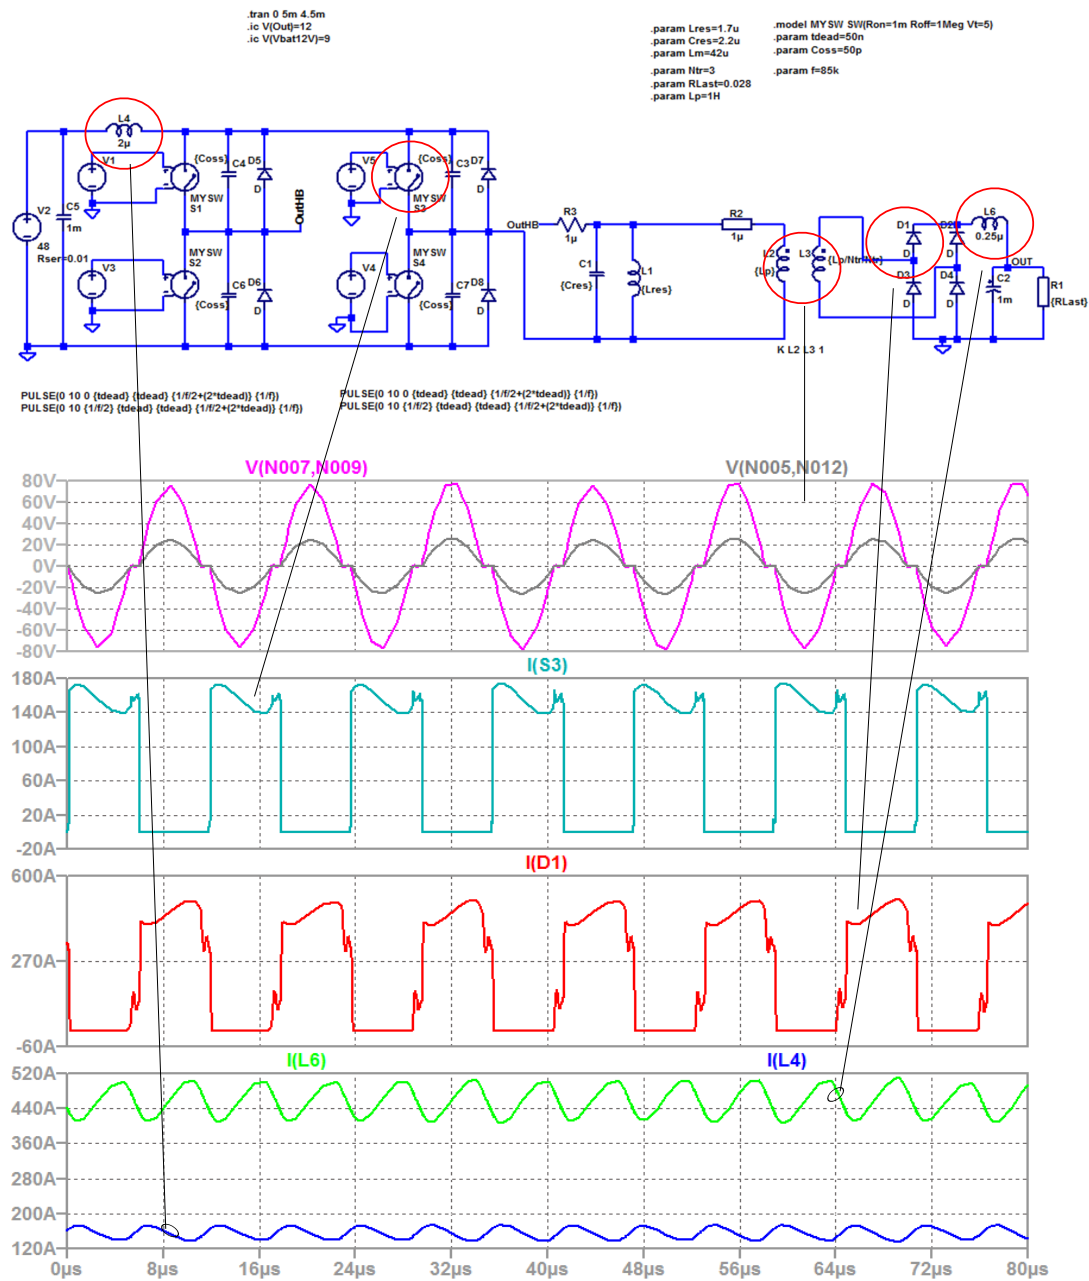 .tran 0 5m 4.5m
.ic V(Out)=12
.ic V(Vbat12V)=9
.param Lres=1.7u
.param Cres=2.2u
.param Lm=42u
.param Ntr=3
.param RLast=0.028
.param Lp=1H
.model MYSW SW(Ron=1m Roff=1Meg Vt=5)
.param tdead=50n
.param Coss=50p
.param f=85k
L4
2µ
V1
{Coss}
C4
D5
D
MYSW
S1
V5
{Coss}
C3
D7
D
MYSW
S3
V2
48
Rser=0.01
C5
1m
OutHB
V3
MYSW
S2
{Coss}
C6
D6
D
V4
MYSW
S4
{Coss}
C7
D8
D
OutHB
R3
1µ
C1
{Cres}
L1
{Lres}
R2
1µ
L2
{Lp}
L3
{Lp/Ntr/Ntr}
K L2 L3 1
D1
D
D2
D
D3
D
D4
D
L6
0.25µ
OUT
C2
1m
R1
{RLast}
PULSE(0 10 0 {tdead} {tdead} {1/f/2+(2*tdead)} {1/f})
PULSE(0 10 {1/f/2} {tdead} {tdead} {1/f/2+(2*tdead)} {1/f})
PULSE(0 10 0 {tdead} {tdead} {1/f/2+(2*tdead)} {1/f})
PULSE(0 10 {1/f/2} {tdead} {tdead} {1/f/2+(2*tdead)} {1/f})
V(N007,N009)
V(N005,N012)
80V
60V
40V
20V
0V
-20V
-40V
-60V
-80V
I(S3)
180A
140A
100A
60A
20A
-20A
I(D1)
600A
270A
-60A
I(L6)
I(L4)
520A
440A
360A
280A
200A
120A
0µs
8µs
16µs
24µs
32µs
40µs
48µs
56µs
64µs
72µs
80µs